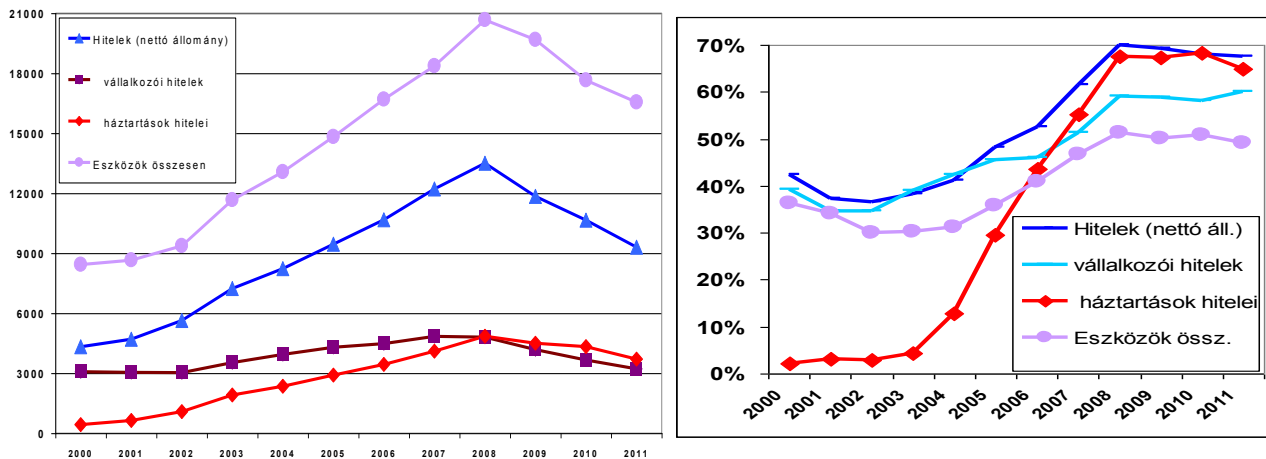 21000
18000
15000
12000
9000
6000
3000
0
Hitelek (nettó állomány)
vállalkozói hitelek
háztartások hitelei
Eszközök összesen
2000 2001 2002 2003 2004 2005 2006 2007 2008 2009 2010 2011
70%
60%
50%
40%
30%
20%
10%
0%
Hitelek (nettó áll.)
vállalkozói hitelek
háztartások hitelei
Eszközök össz.
2000 2001 2002 2003 2004 2005 2006 2007 2008 2009 2010 2011